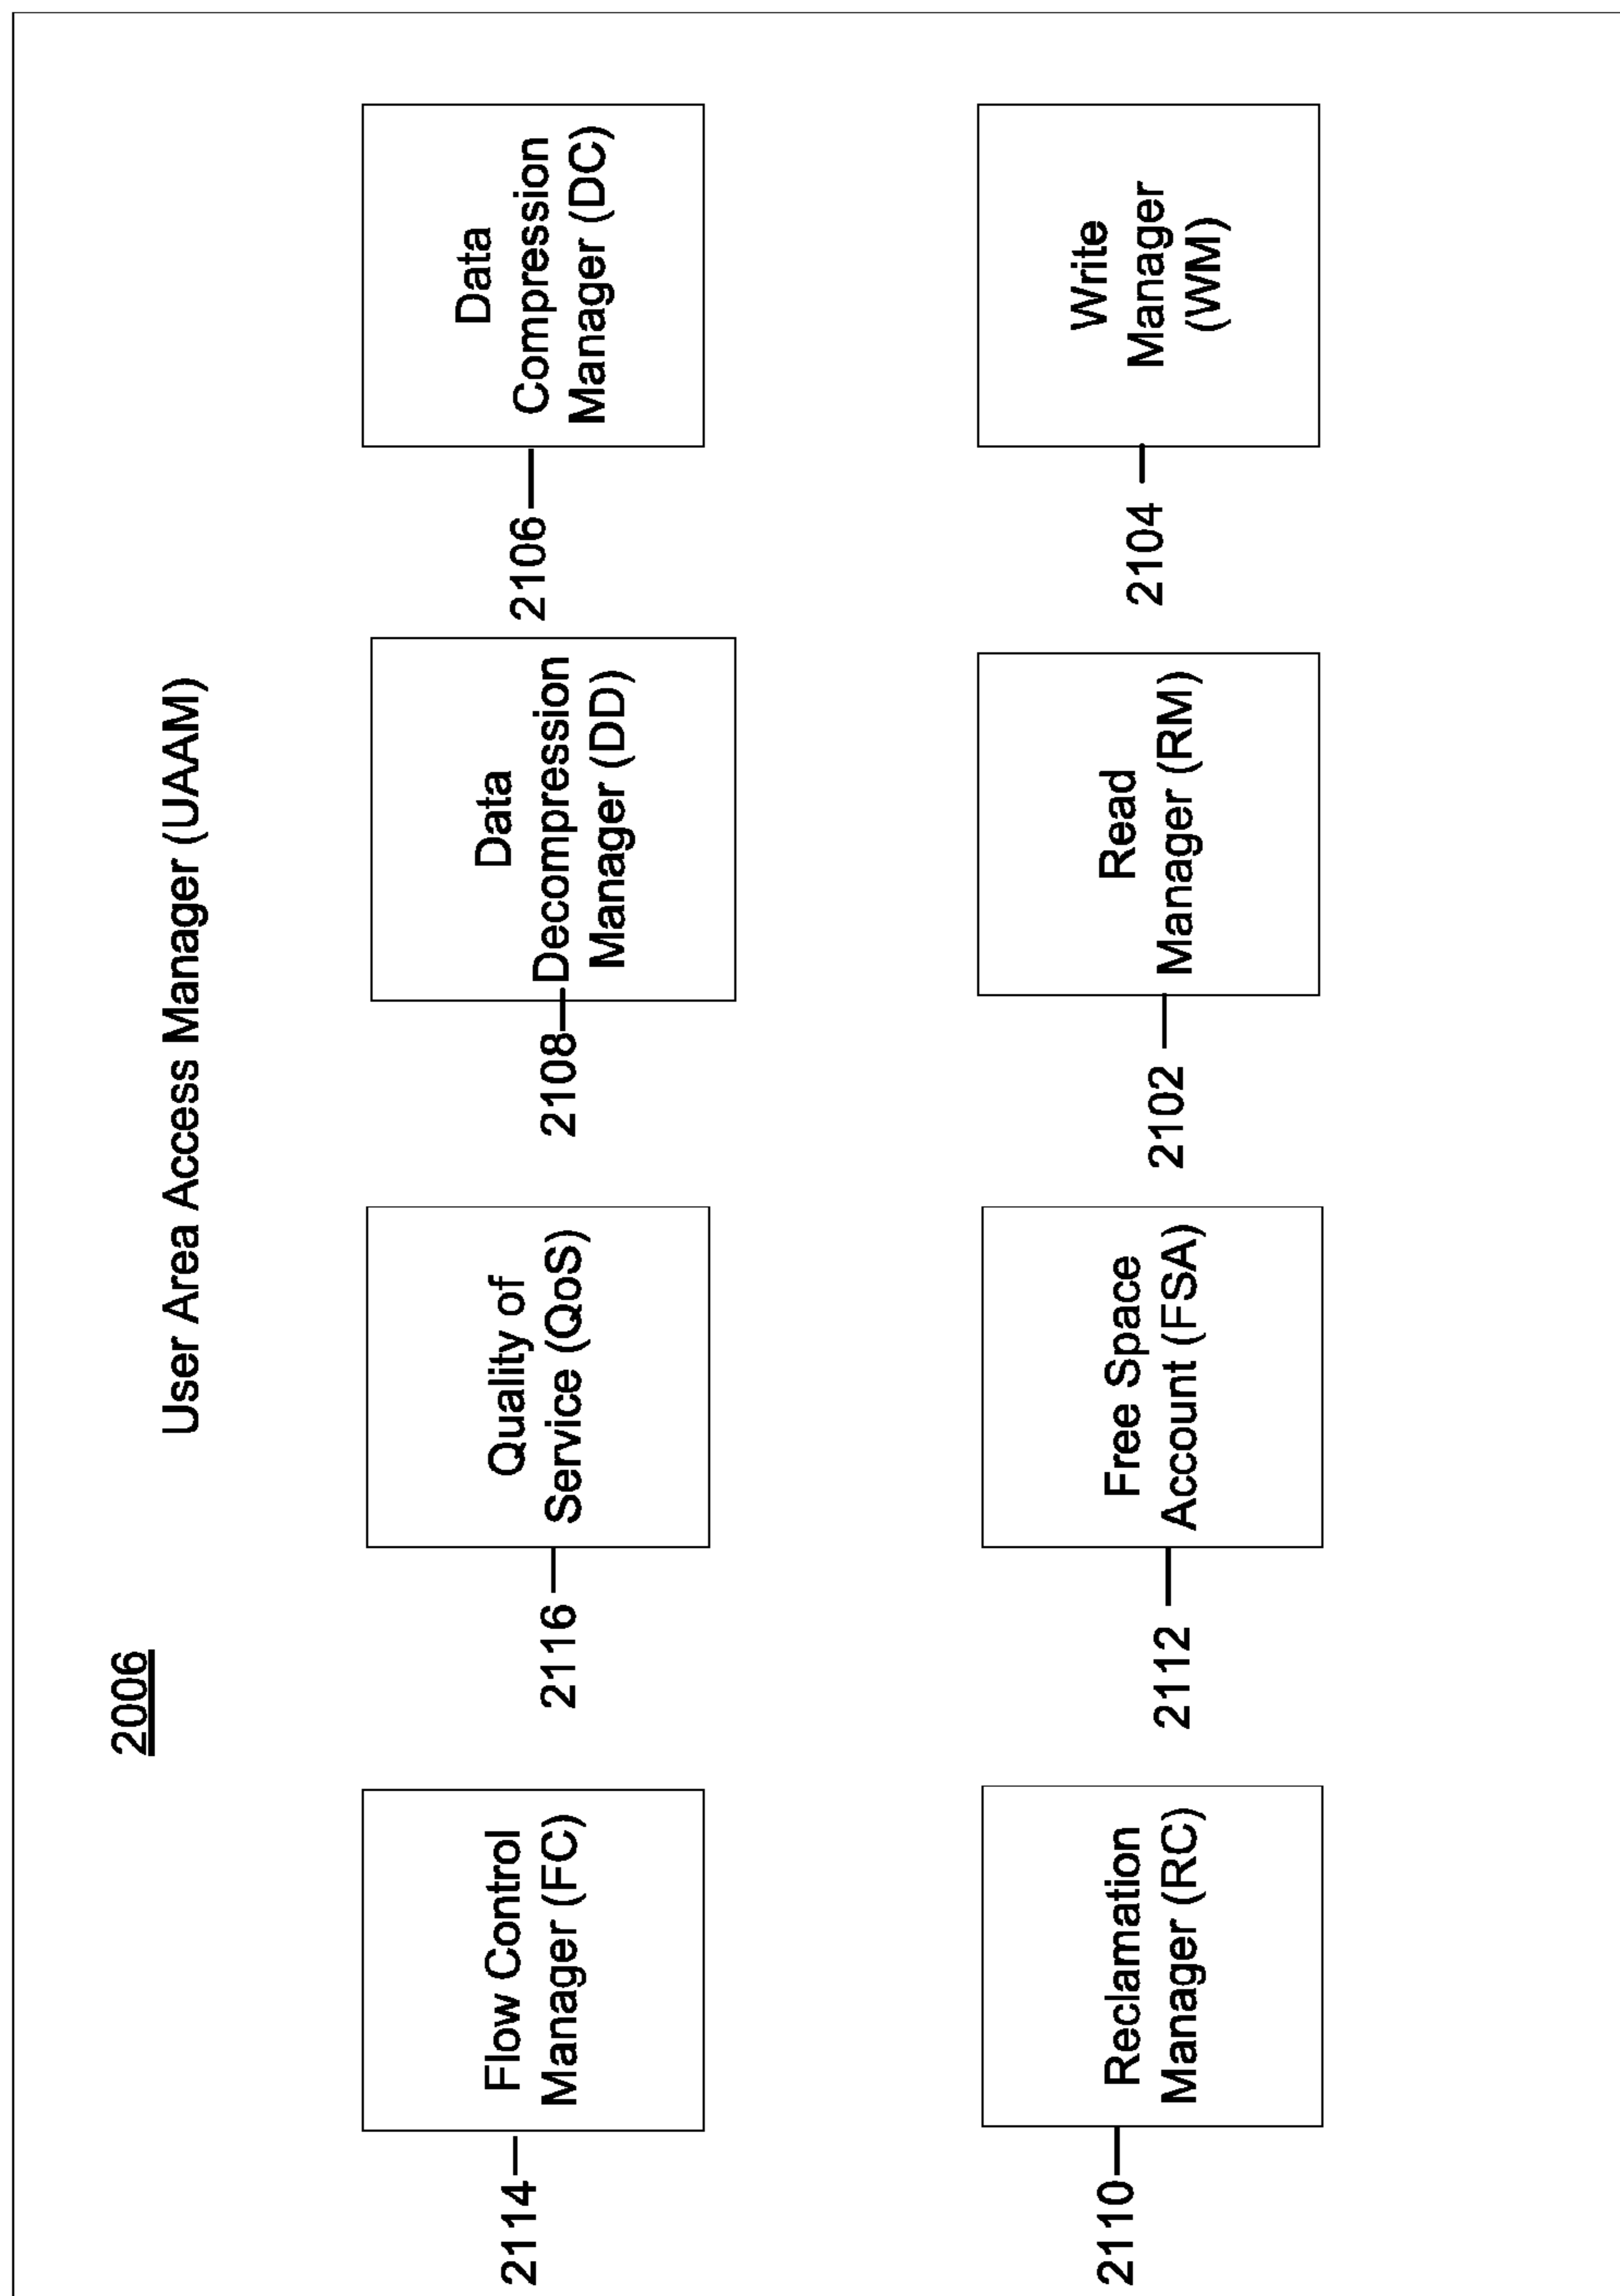 User Area Access Manager (UAAM)
2006
2114
Flow Control
Manager (FC)
2116
Quality of
Service (QoS)
2108
Data
Decompression
Manager (DD)
2106
Data
Compression
Manager (DC)
2110
Reclamation
Manager (RC)
2112
Free Space
Account (FSA)
2102
Read
Manager (RM)
2104
Write
Manager
(WM)